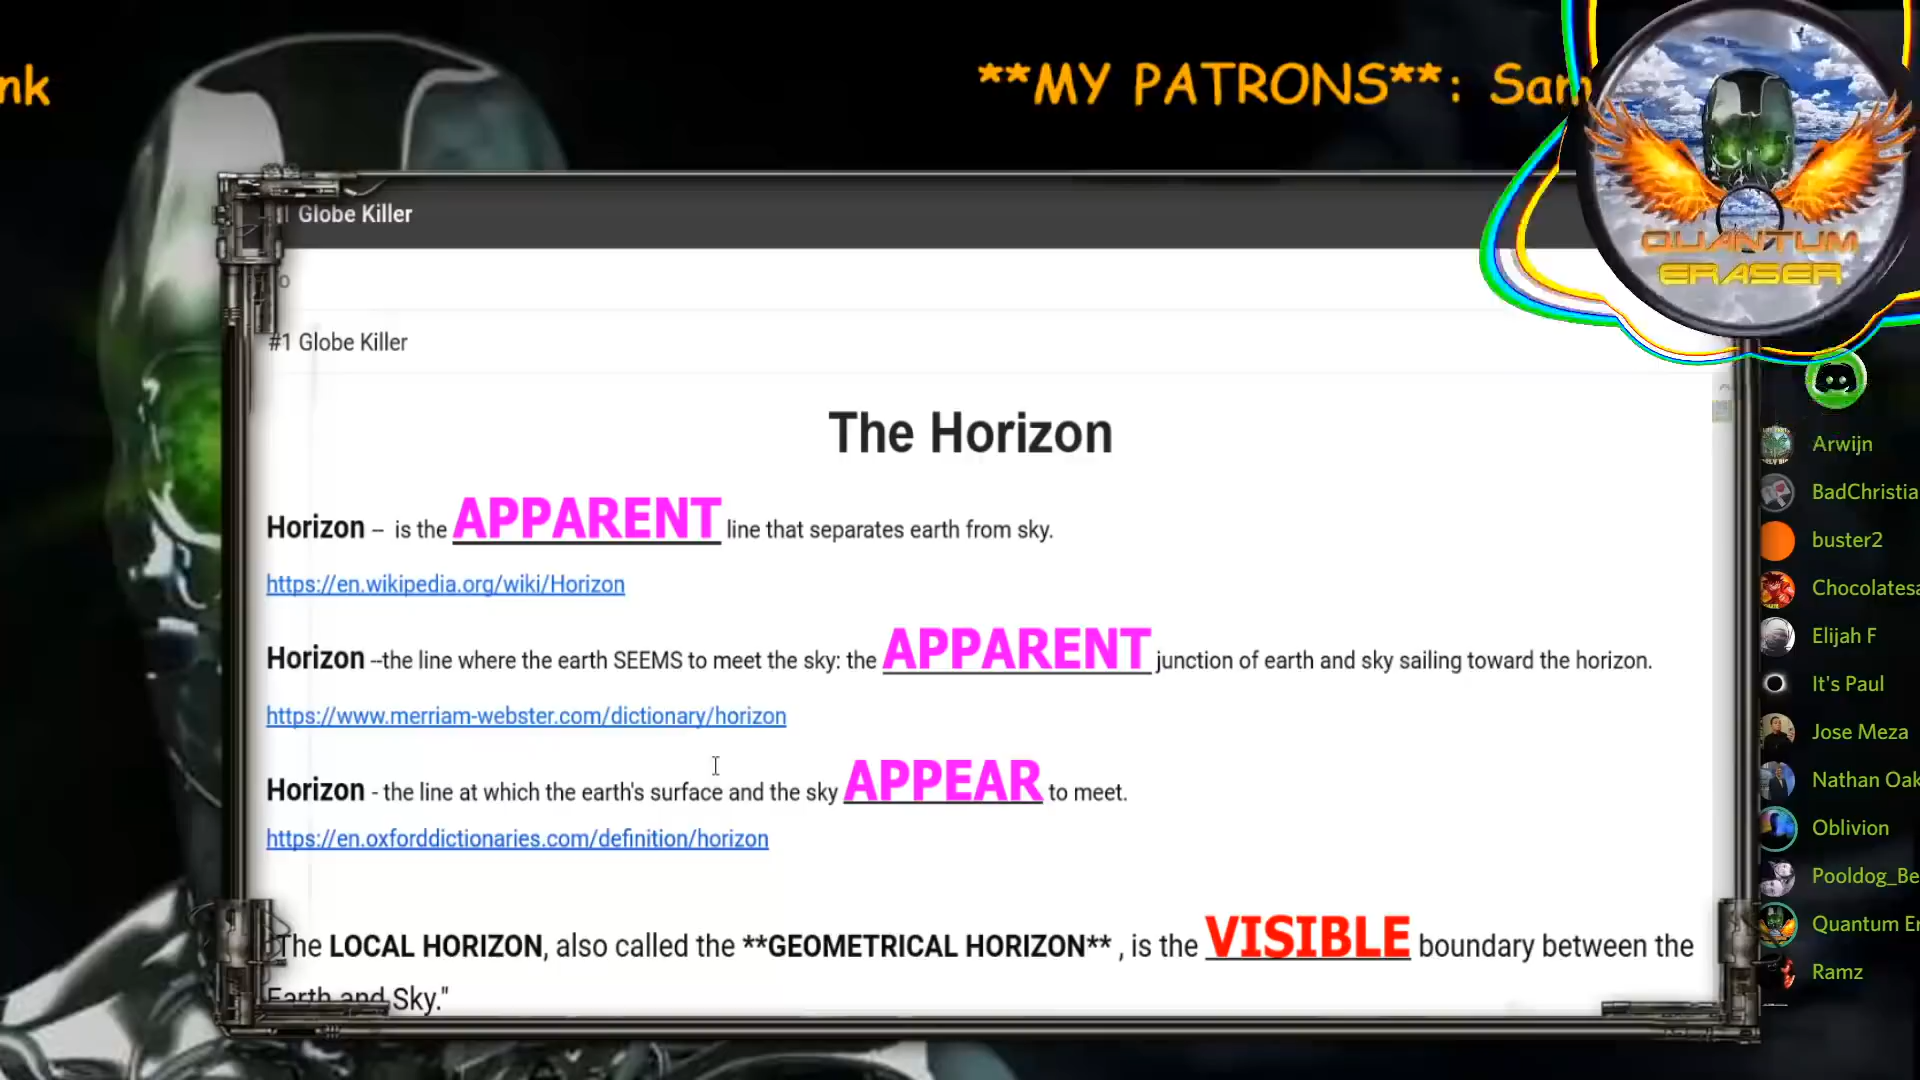 nk
**MY PATRONS**: Sam
QUANTUM
ERASER
Globe Killer
#1 Globe Killer
The Horizon
Horizon – is the APPARENT line that separates earth from sky.
https://en.wikipedia.org/wiki/Horizon
Horizon --the line where the earth SEEMS to meet the sky: the APPARENT junction of earth and sky sailing toward the horizon.
https://www.merriam-webster.com/dictionary/horizon
Horizon - the line at which the earth's surface and the sky APPEAR to meet.
https://en.oxforddictionaries.com/definition/horizon
The LOCAL HORIZON, also called the **GEOMETRICAL HORIZON** , is the VISIBLE boundary between the
Earth and Sky."
Arwijn
BadChristia
buster2
Chocolatesa
Elijah F
It's Paul
Jose Meza
Nathan Oak
Oblivion
Pooldog_Be
Quantum Er
Ramz